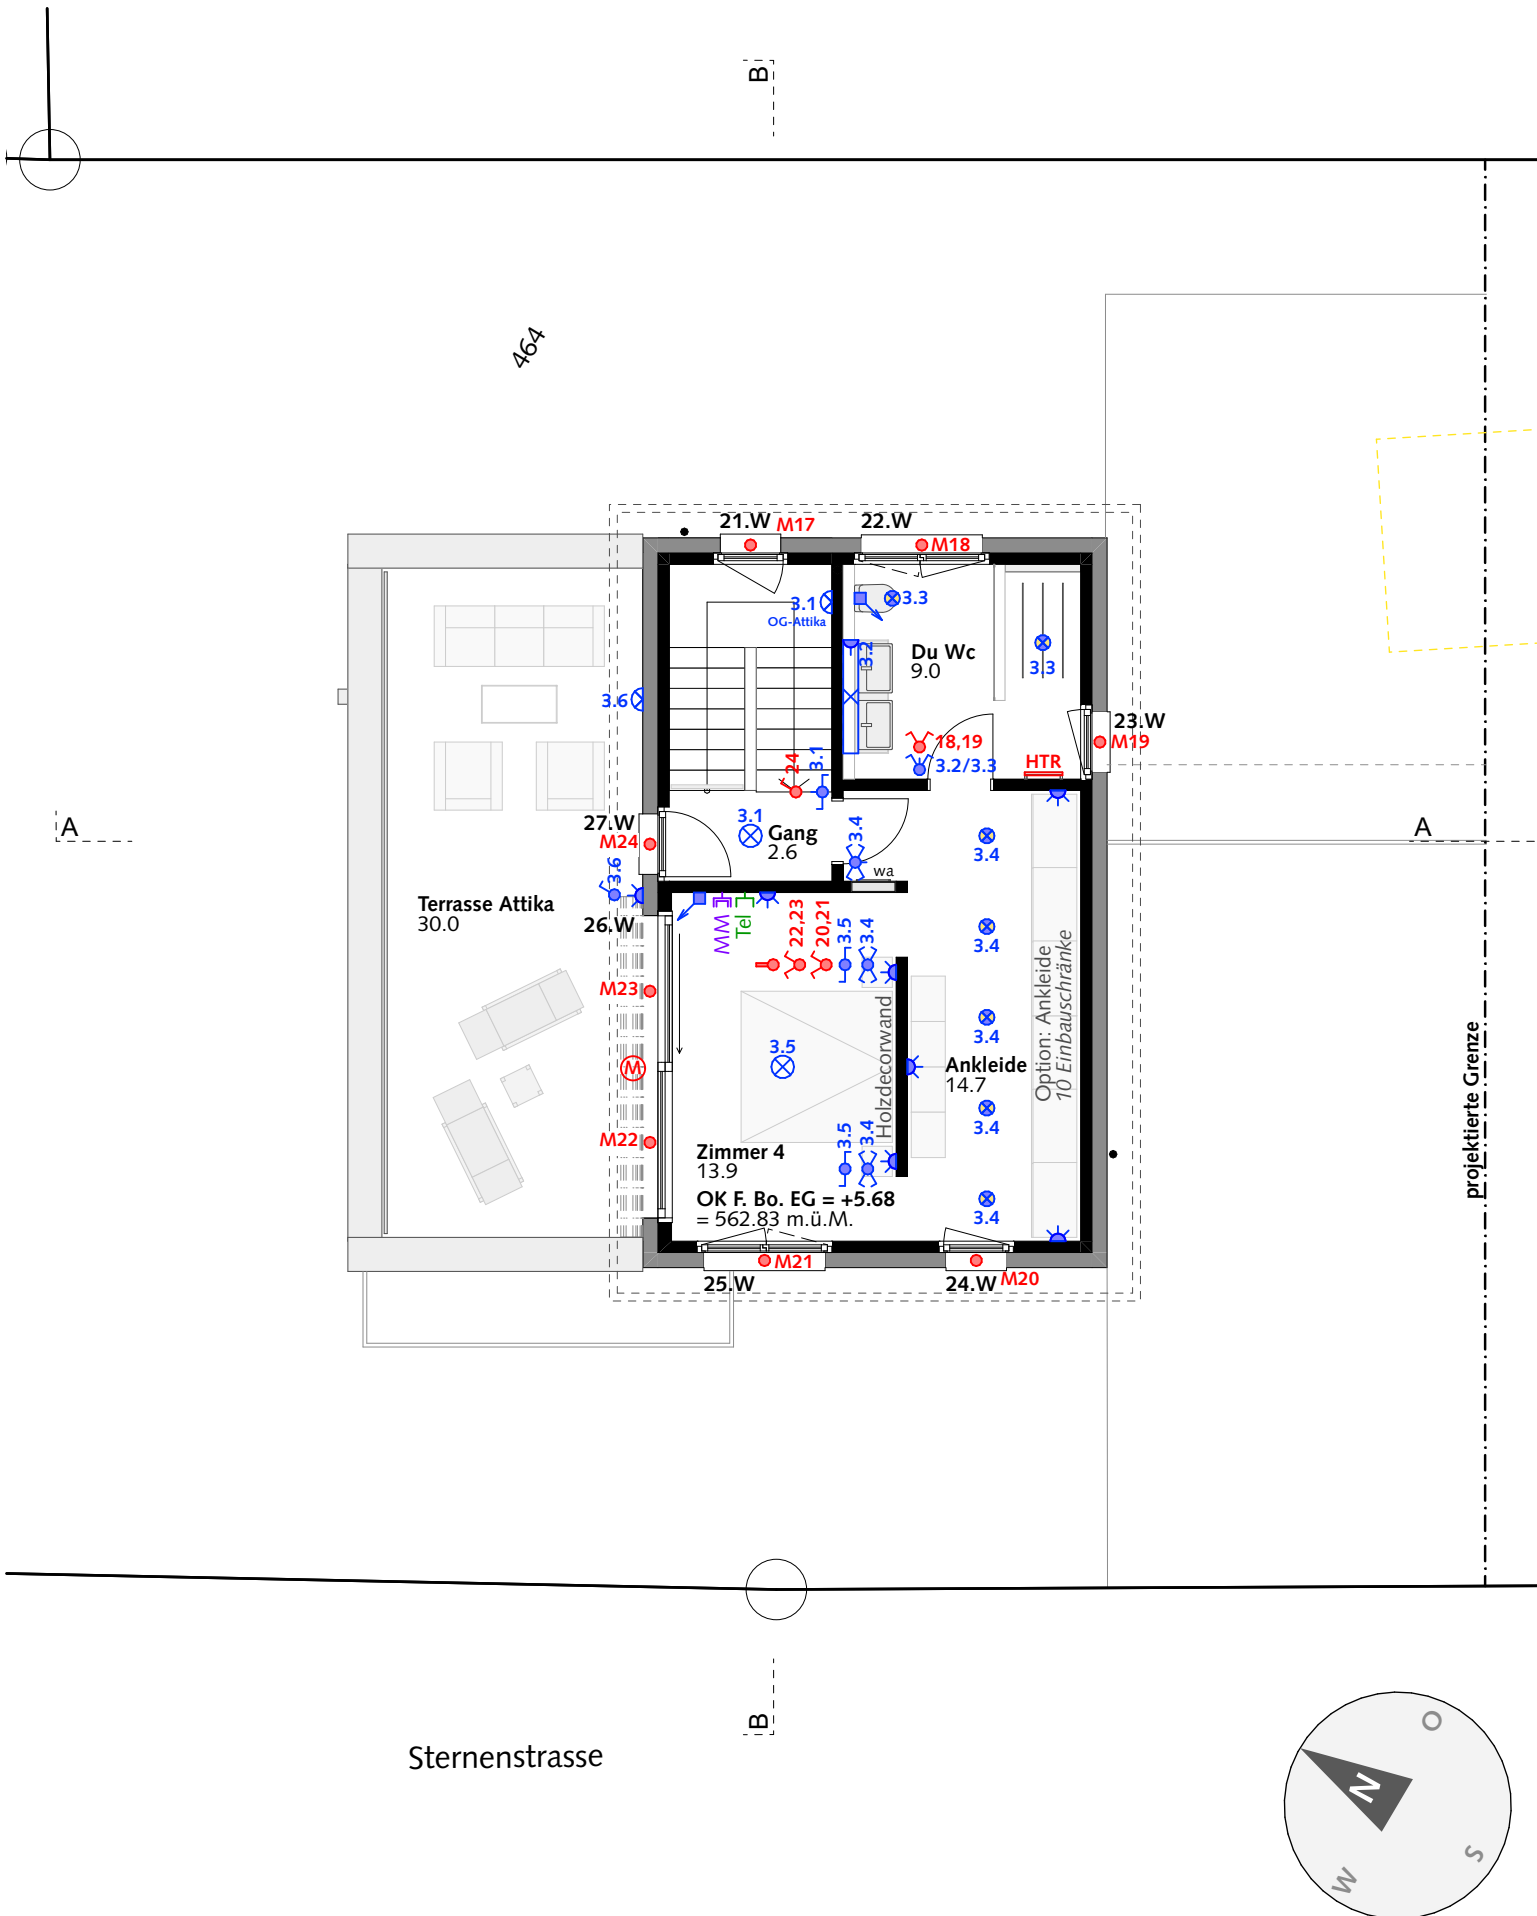 B
464
21.W
M17
22.W
M18
3.1
OG-Attika
3.3
3.2
Du Wc
9.0
3.3
3.6
23.W
M19
18,19
3.2/3.3
HTR
24
3.1
27.W
M24
3.1
Gang
2.6
3.4
wa
3.4
A
A
3.6
Terrasse Attika
30.0
26.W
WW
Tel
22,23
20,21
3.5
3.4
3.4
M23
Holzdecorwand
Option: Ankleide
10 Einbauschränke
3.4
M
3.5
Ankleide
14.7
projektierte Grenze
M22
3.5
3.4
3.4
Zimmer 4
13.9
OK F. Bo. EG = +5.68
= 562.83 m.ü.M.
3.4
M21
25.W
24.W
M20
B
Sternenstrasse
O
N
S
W